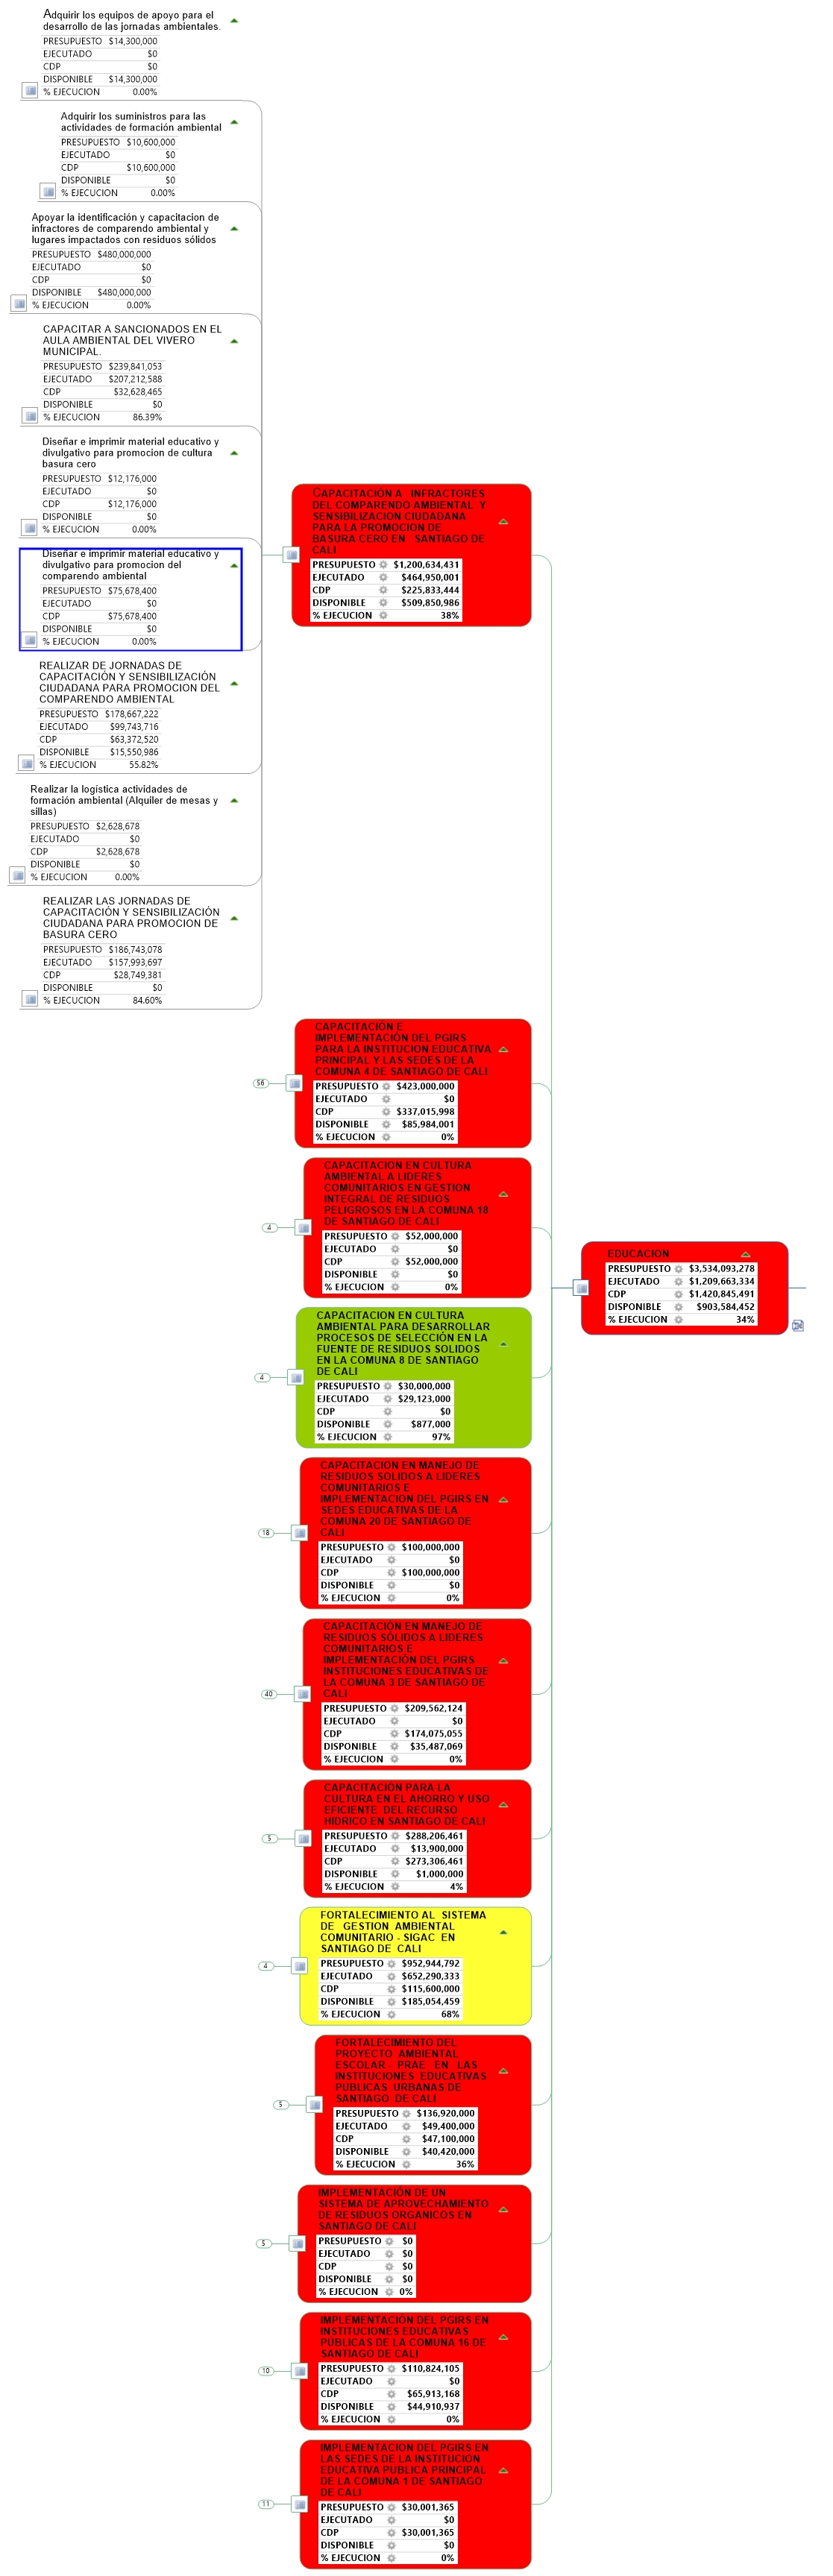 Adquirir los equipos de apoyo para el
desarrollo de las jornadas ambientales.
PRESUPUESTO $14,300,000
EJECUTADO $0
CDP $0
DISPONIBLE $14,300,000
% EJECUCION 0.00%
Adquirir los suministros para las
actividades de formación ambiental
PRESUPUESTO $10,600,000
EJECUTADO $0
CDP $10,600,000
DISPONIBLE $0
% EJECUCION 0.00%
Apoyar la identificación y capacitacion de
infractores de comparendo ambiental y
lugares impactados con residuos sólidos
PRESUPUESTO $480,000,000
EJECUTADO $0
CDP $0
DISPONIBLE $480,000,000
% EJECUCION 0.00%
CAPACITAR A SANCIONADOS EN EL
AULA AMBIENTAL DEL VIVERO
MUNICIPAL.
PRESUPUESTO $239,841,053
EJECUTADO $207,212,588
CDP $32,628,465
DISPONIBLE $0
% EJECUCION 86.39%
Diseñar e imprimir material educativo y
divulgativo para promocion de cultura
basura cero
PRESUPUESTO $12,176,000
EJECUTADO $0
CDP $12,176,000
DISPONIBLE $0
% EJECUCION 0.00%
Diseñar e imprimir material educativo y
divulgativo para promocion del
comparendo ambiental
PRESUPUESTO $75,678,400
EJECUTADO $0
CDP $75,678,400
DISPONIBLE $0
% EJECUCION 0.00%
REALIZAR DE JORNADAS DE
CAPACITACIÓN Y SENSIBILIZACIÓN
CIUDADANA PARA PROMOCION DEL
COMPARENDO AMBIENTAL
PRESUPUESTO $178,667,222
EJECUTADO $99,743,716
CDP $63,372,520
DISPONIBLE $15,550,986
% EJECUCION 55.82%
Realizar la logística actividades de
formación ambiental (Alquiler de mesas y
sillas)
PRESUPUESTO $2,628,678
EJECUTADO $0
CDP $2,628,678
DISPONIBLE $0
% EJECUCION 0.00%
REALIZAR LAS JORNADAS DE
CAPACITACIÓN Y SENSIBILIZACIÓN
CIUDADANA PARA PROMOCION DE
BASURA CERO
PRESUPUESTO $186,743,078
EJECUTADO $157,993,697
CDP $28,749,381
DISPONIBLE $0
% EJECUCION 84.60%
CAPACITACIÓN A INFRACTORES
DEL COMPARENDO AMBIENTAL Y
SENSIBILIZACION CIUDADANA
PARA LA PROMOCION DE
BASURA CERO EN SANTIAGO DE
CALI
PRESUPUESTO $1,200,634,431
EJECUTADO $464,950,001
CDP $225,833,444
DISPONIBLE $509,850,986
% EJECUCION 38%
CAPACITACIÓN E
IMPLEMENTACIÓN DEL PGIRS
PARA LA INSTITUCION EDUCATIVA
PRINCIPAL Y LAS SEDES DE LA
COMUNA 4 DE SANTIAGO DE CALI
56
PRESUPUESTO $423,000,000
EJECUTADO $0
CDP $337,015,998
DISPONIBLE $85,984,001
% EJECUCION 0%
CAPACITACION EN CULTURA
AMBIENTAL A LIDERES
COMUNITARIOS EN GESTION
INTEGRAL DE RESIDUOS
PELIGROSOS EN LA COMUNA 18
DE SANTIAGO DE CALI
4
PRESUPUESTO $52,000,000
EJECUTADO $0
CDP $52,000,000
DISPONIBLE $0
% EJECUCION 0%
EDUCACION
PRESUPUESTO $3,534,093,278
EJECUTADO $1,209,663,334
CDP $1,420,845,491
DISPONIBLE $903,584,452
% EJECUCION 34%
CAPACITACION EN CULTURA
AMBIENTAL PARA DESARROLLAR
PROCESOS DE SELECCIÓN EN LA
FUENTE DE RESIDUOS SOLIDOS
EN LA COMUNA 8 DE SANTIAGO
DE CALI
4
PRESUPUESTO $30,000,000
EJECUTADO $29,123,000
CDP $0
DISPONIBLE $877,000
% EJECUCION 97%
CAPACITACION EN MANEJO DE
RESIDUOS SOLIDOS A LIDERES
COMUNITARIOS E
IMPLEMENTACION DEL PGIRS EN
SEDES EDUCATIVAS DE LA
COMUNA 20 DE SANTIAGO DE
CALI
18
PRESUPUESTO $100,000,000
EJECUTADO $0
CDP $100,000,000
DISPONIBLE $0
% EJECUCION 0%
CAPACITACIÓN EN MANEJO DE
RESIDUOS SÓLIDOS A LIDERES
COMUNITARIOS E
IMPLEMENTACIÓN DEL PGIRS
INSTITUCIONES EDUCATIVAS DE
LA COMUNA 3 DE SANTIAGO DE
CALI
40
PRESUPUESTO $209,562,124
EJECUTADO $0
CDP $174,075,055
DISPONIBLE $35,487,069
% EJECUCION 0%
CAPACITACIÓN PARA LA
CULTURA EN EL AHORRO Y USO
EFICIENTE DEL RECURSO
HIDRICO EN SANTIAGO DE CALI
5
PRESUPUESTO $288,206,461
EJECUTADO $13,900,000
CDP $273,306,461
DISPONIBLE $1,000,000
% EJECUCION 4%
FORTALECIMIENTO AL SISTEMA
DE GESTION AMBIENTAL
COMUNITARIO - SIGAC EN
SANTIAGO DE CALI
4
PRESUPUESTO $952,944,792
EJECUTADO $652,290,333
CDP $115,600,000
DISPONIBLE $185,054,459
% EJECUCION 68%
FORTALECIMIENTO DEL
PROYECTO AMBIENTAL
ESCOLAR - PRAE EN LAS
INSTITUCIONES EDUCATIVAS
PUBLICAS URBANAS DE
SANTIAGO DE CALI
5
PRESUPUESTO $136,920,000
EJECUTADO $49,400,000
CDP $47,100,000
DISPONIBLE $40,420,000
% EJECUCION 36%
IMPLEMENTACIÓN DE UN
SISTEMA DE APROVECHAMIENTO
DE RESIDUOS ORGANICOS EN
SANTIAGO DE CALI
5
PRESUPUESTO $0
EJECUTADO $0
CDP $0
DISPONIBLE $0
% EJECUCION 0%
IMPLEMENTACIÓN DEL PGIRS EN
INSTITUCIONES EDUCATIVAS
PÚBLICAS DE LA COMUNA 16 DE
SANTIAGO DE CALI
10
PRESUPUESTO $110,824,105
EJECUTADO $0
CDP $65,913,168
DISPONIBLE $44,910,937
% EJECUCION 0%
IMPLEMENTACION DEL PGIRS EN
LAS SEDES DE LA INSTITUCION
EDUCATIVA PUBLICA PRINCIPAL
DE LA COMUNA 1 DE SANTIAGO
DE CALI
11
PRESUPUESTO $30,001,365
EJECUTADO $0
CDP $30,001,365
DISPONIBLE $0
% EJECUCION 0%